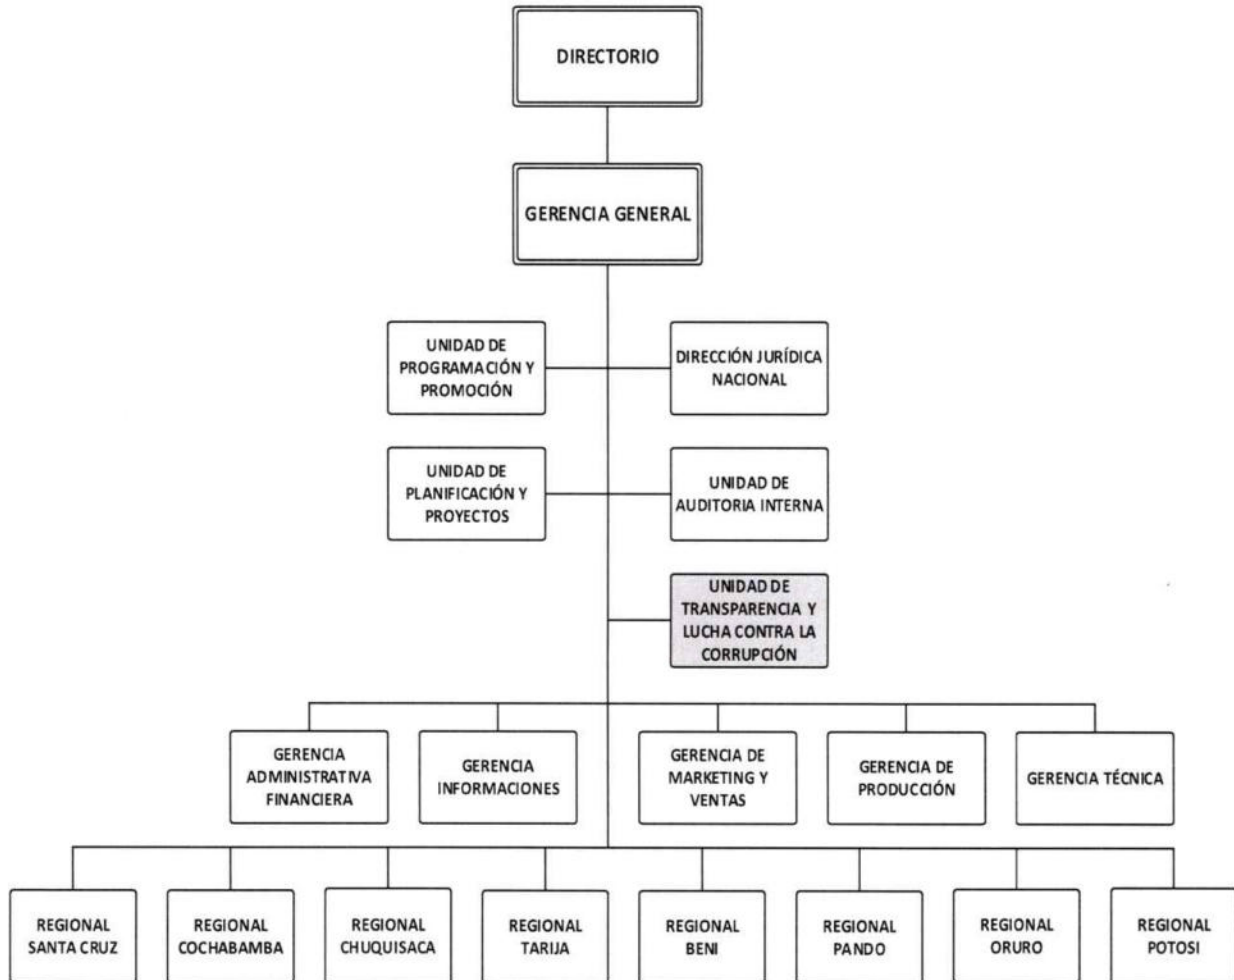 DIRECTORIO
GERENCIA GENERAL
UNIDAD DE
PROGRAMACIÓN Y
PROMOCIÓN
DIRECCIÓN JURÍDICA
NACIONAL
UNIDAD DE
PLANIFICACIÓN Y
PROYECTOS
UNIDAD DE
AUDITORIA INTERNA
UNIDAD DE
TRANSPARENCIA Y
LUCHA CONTRA LA
CORRUPCIÓN
GERENCIA
ADMINISTRATIVA
FINANCIERA
GERENCIA
INFORMACIONES
GERENCIA DE
MARKETING Y
VENTAS
GERENCIA DE
PRODUCCIÓN
GERENCIA TÉCNICA
REGIONAL
SANTA CRUZ
REGIONAL
COCHABAMBA
REGIONAL
CHUQUISACA
REGIONAL
TARIJA
REGIONAL
BENI
REGIONAL
PANDO
REGIONAL
ORURO
REGIONAL
POTOSI